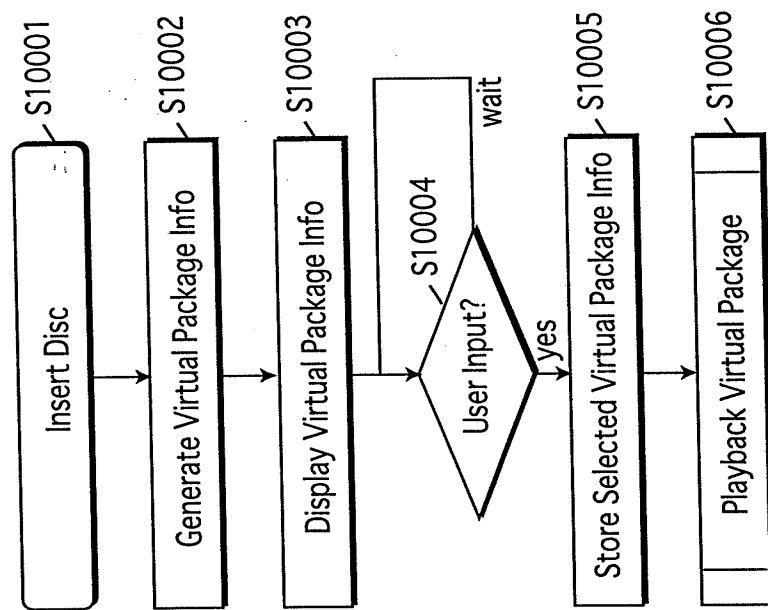 Insert Disc
S10001
Generate Virtual Package Info
S10002
Display Virtual Package Info
S10003
User Input?
S10004
wait
yes
Store Selected Virtual Package Info
S10005
Playback Virtual Package
S10006